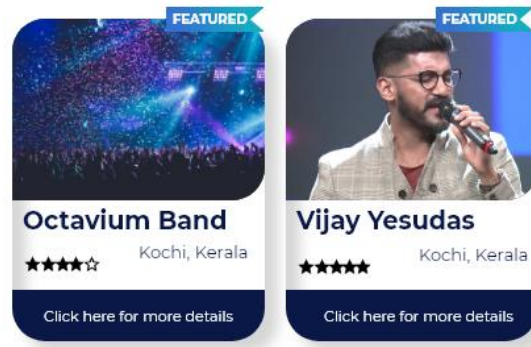 FEATURED
Octavium Band
Kochi, Kerala
Click here for more details
FEATURED
Vijay Yesudas
Kochi, Kerala
Click here for more details